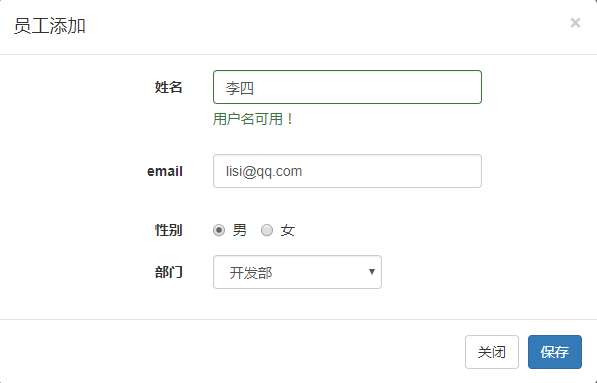 员工添加 ×
姓名 李四
用户名可用！
email lisi@qq.com
性别 男 女
部门 开发部
关闭 保存